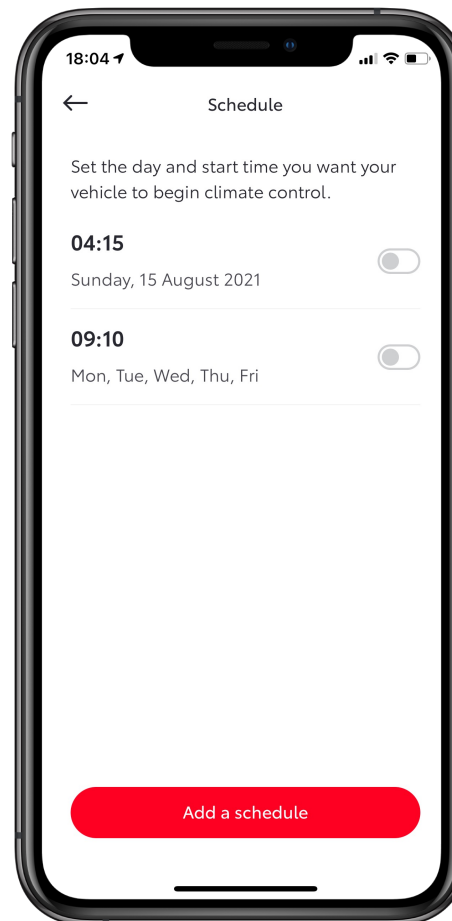 18:04
Schedule
Set the day and start time you want your
vehicle to begin climate control.
04:15
Sunday, 15 August 2021
09:10
Mon, Tue, Wed, Thu, Fri
Add a schedule